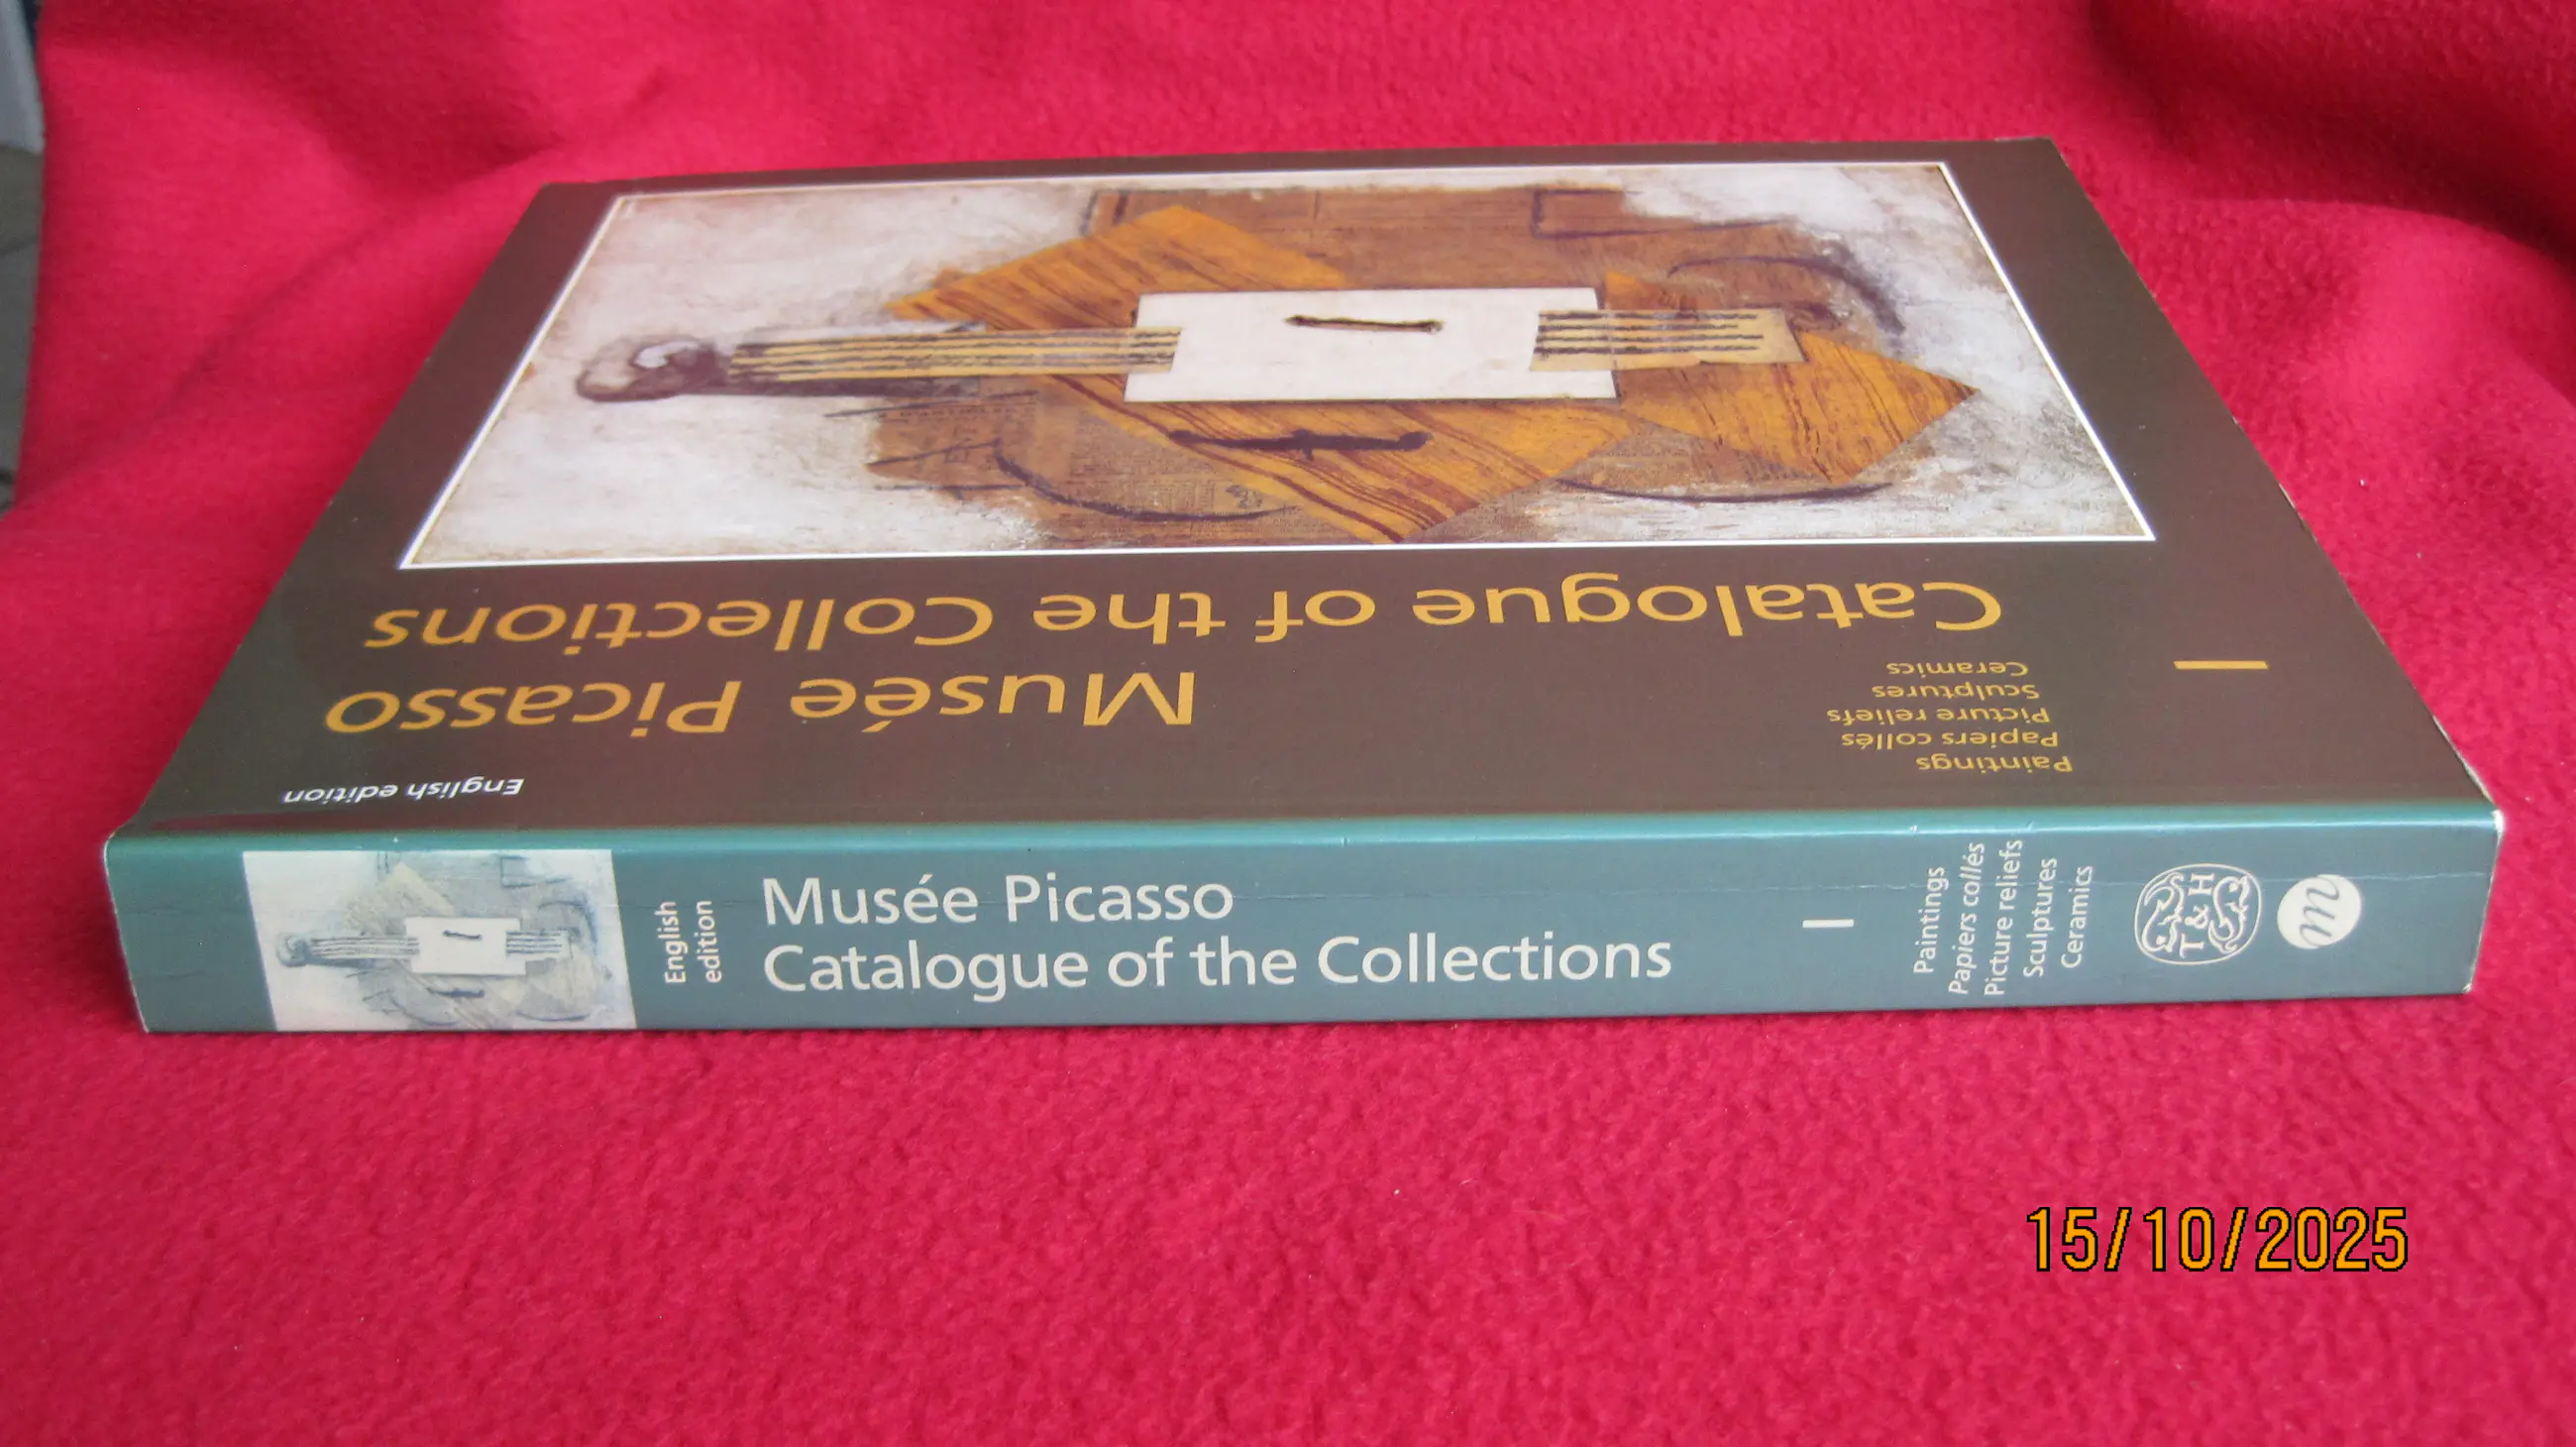 English edition
Musée Picasso
Catalogue of the Collections
Paintings
Papiers collés
Picture reliefs
Sculptures
Ceramics
I
English
edition
Musée Picasso
Catalogue of the Collections
I
Paintings
Papiers collés
Picture reliefs
Sculptures
Ceramics
T & H
m
15/10/2025